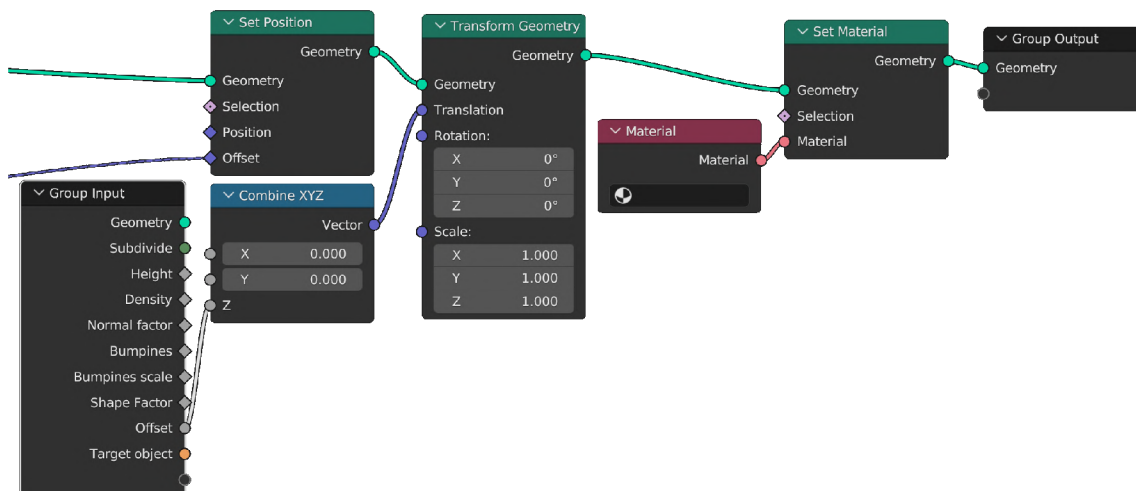 Set Position
Geometry
Geometry
Selection
Position
Offset
Group Input
Geometry
Subdivide
Height
Density
Normal factor
Bumpines
Bumpines scale
Shape Factor
Offset
Target object
Combine XYZ
Vector
X 0.000
Y 0.000
Z
Transform Geometry
Geometry
Geometry
Translation
Rotation:
X 0°
Y 0°
Z 0°
Scale:
X 1.000
Y 1.000
Z 1.000
Material
Material
Set Material
Geometry
Geometry
Selection
Material
Group Output
Geometry